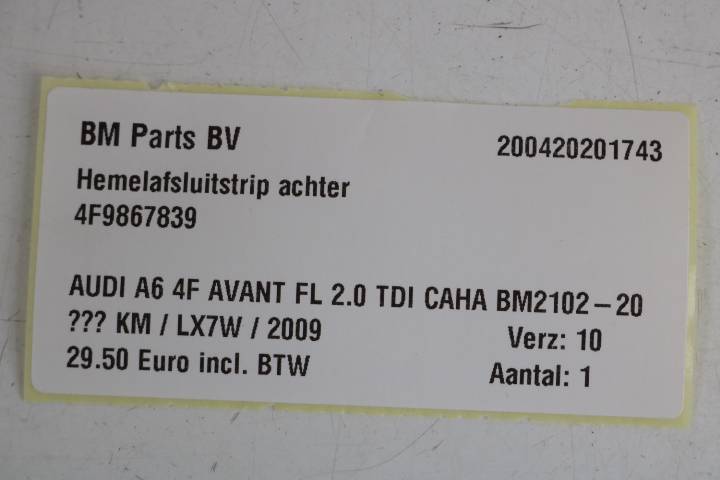 BM Parts BV 200420201743
Hemelafsluitstrip achter
4F9867839
AUDI A6 4F AVANT FL 2.0 TDI CAHA BM2102-20
??? KM / LX7W / 2009 Verz: 10
29.50 Euro incl. BTW Aantal: 1